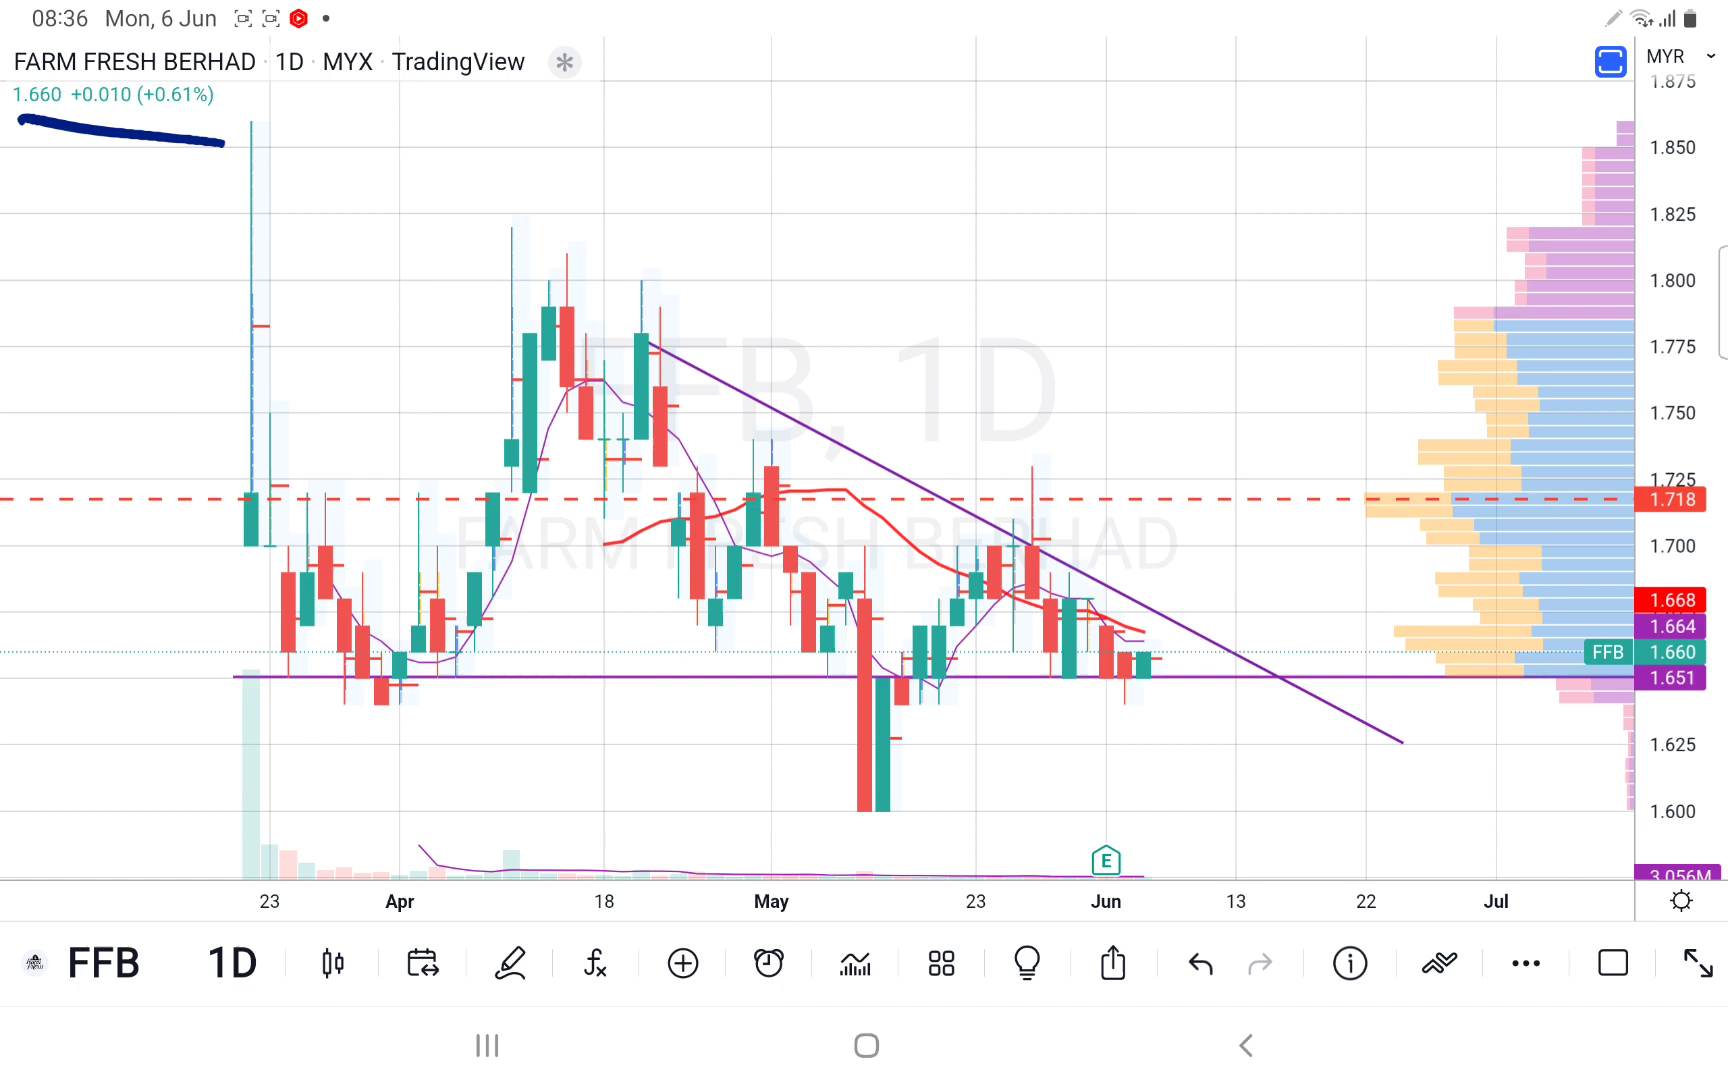 08:36 Mon, 6 Jun
FARM FRESH BERHAD · 1D · MYX · TradingView
MYR
1.660 +0.010 (+0.61%)
1.875
1.850
1.825
1.800
1.775
FFB, 1D
1.750
1.725
1.718
FARM FRESH BERHAD
1.700
1.668
1.664
FFB 1.660
1.651
1.625
1.600
E
3.056M
23 Apr 18 May 23 Jun 13 22 Jul
FFB 1D